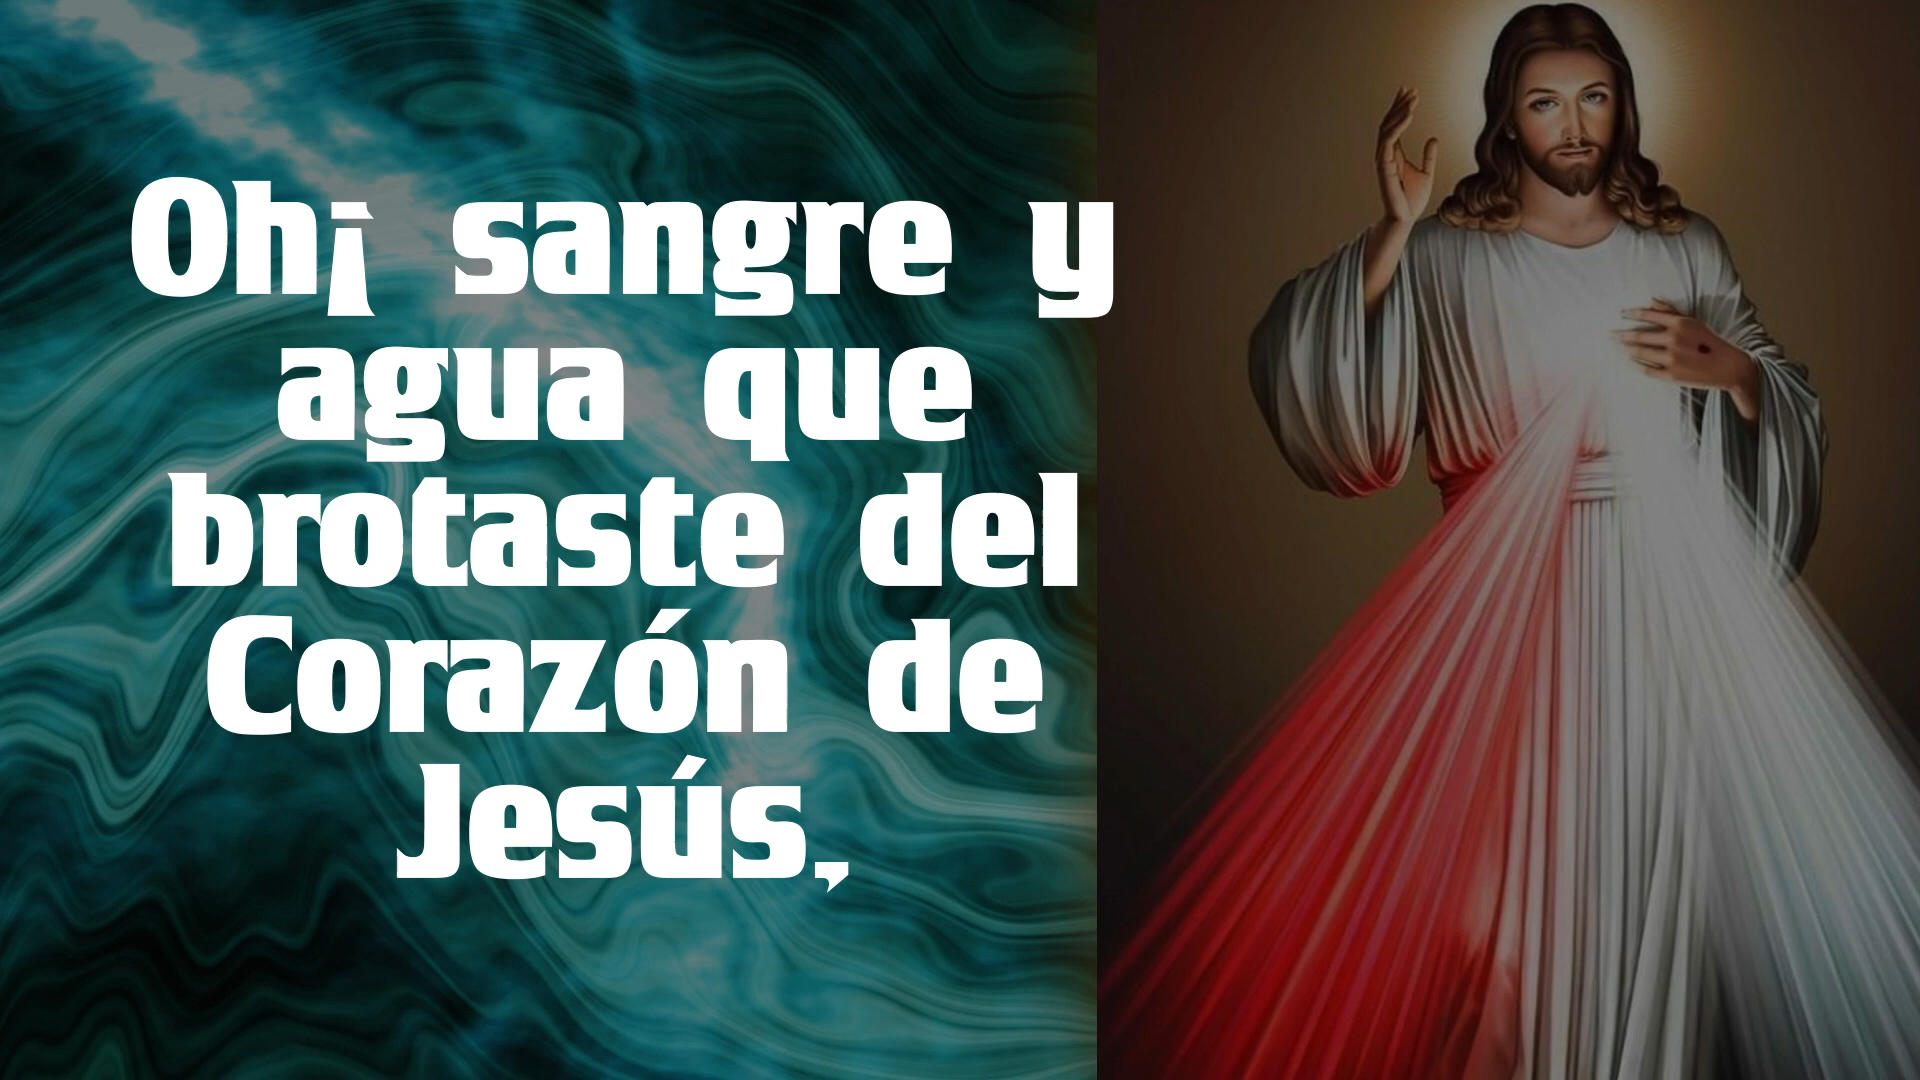 Oh¡ sangre y
agua que
brotaste del
Corazón de
Jesús,